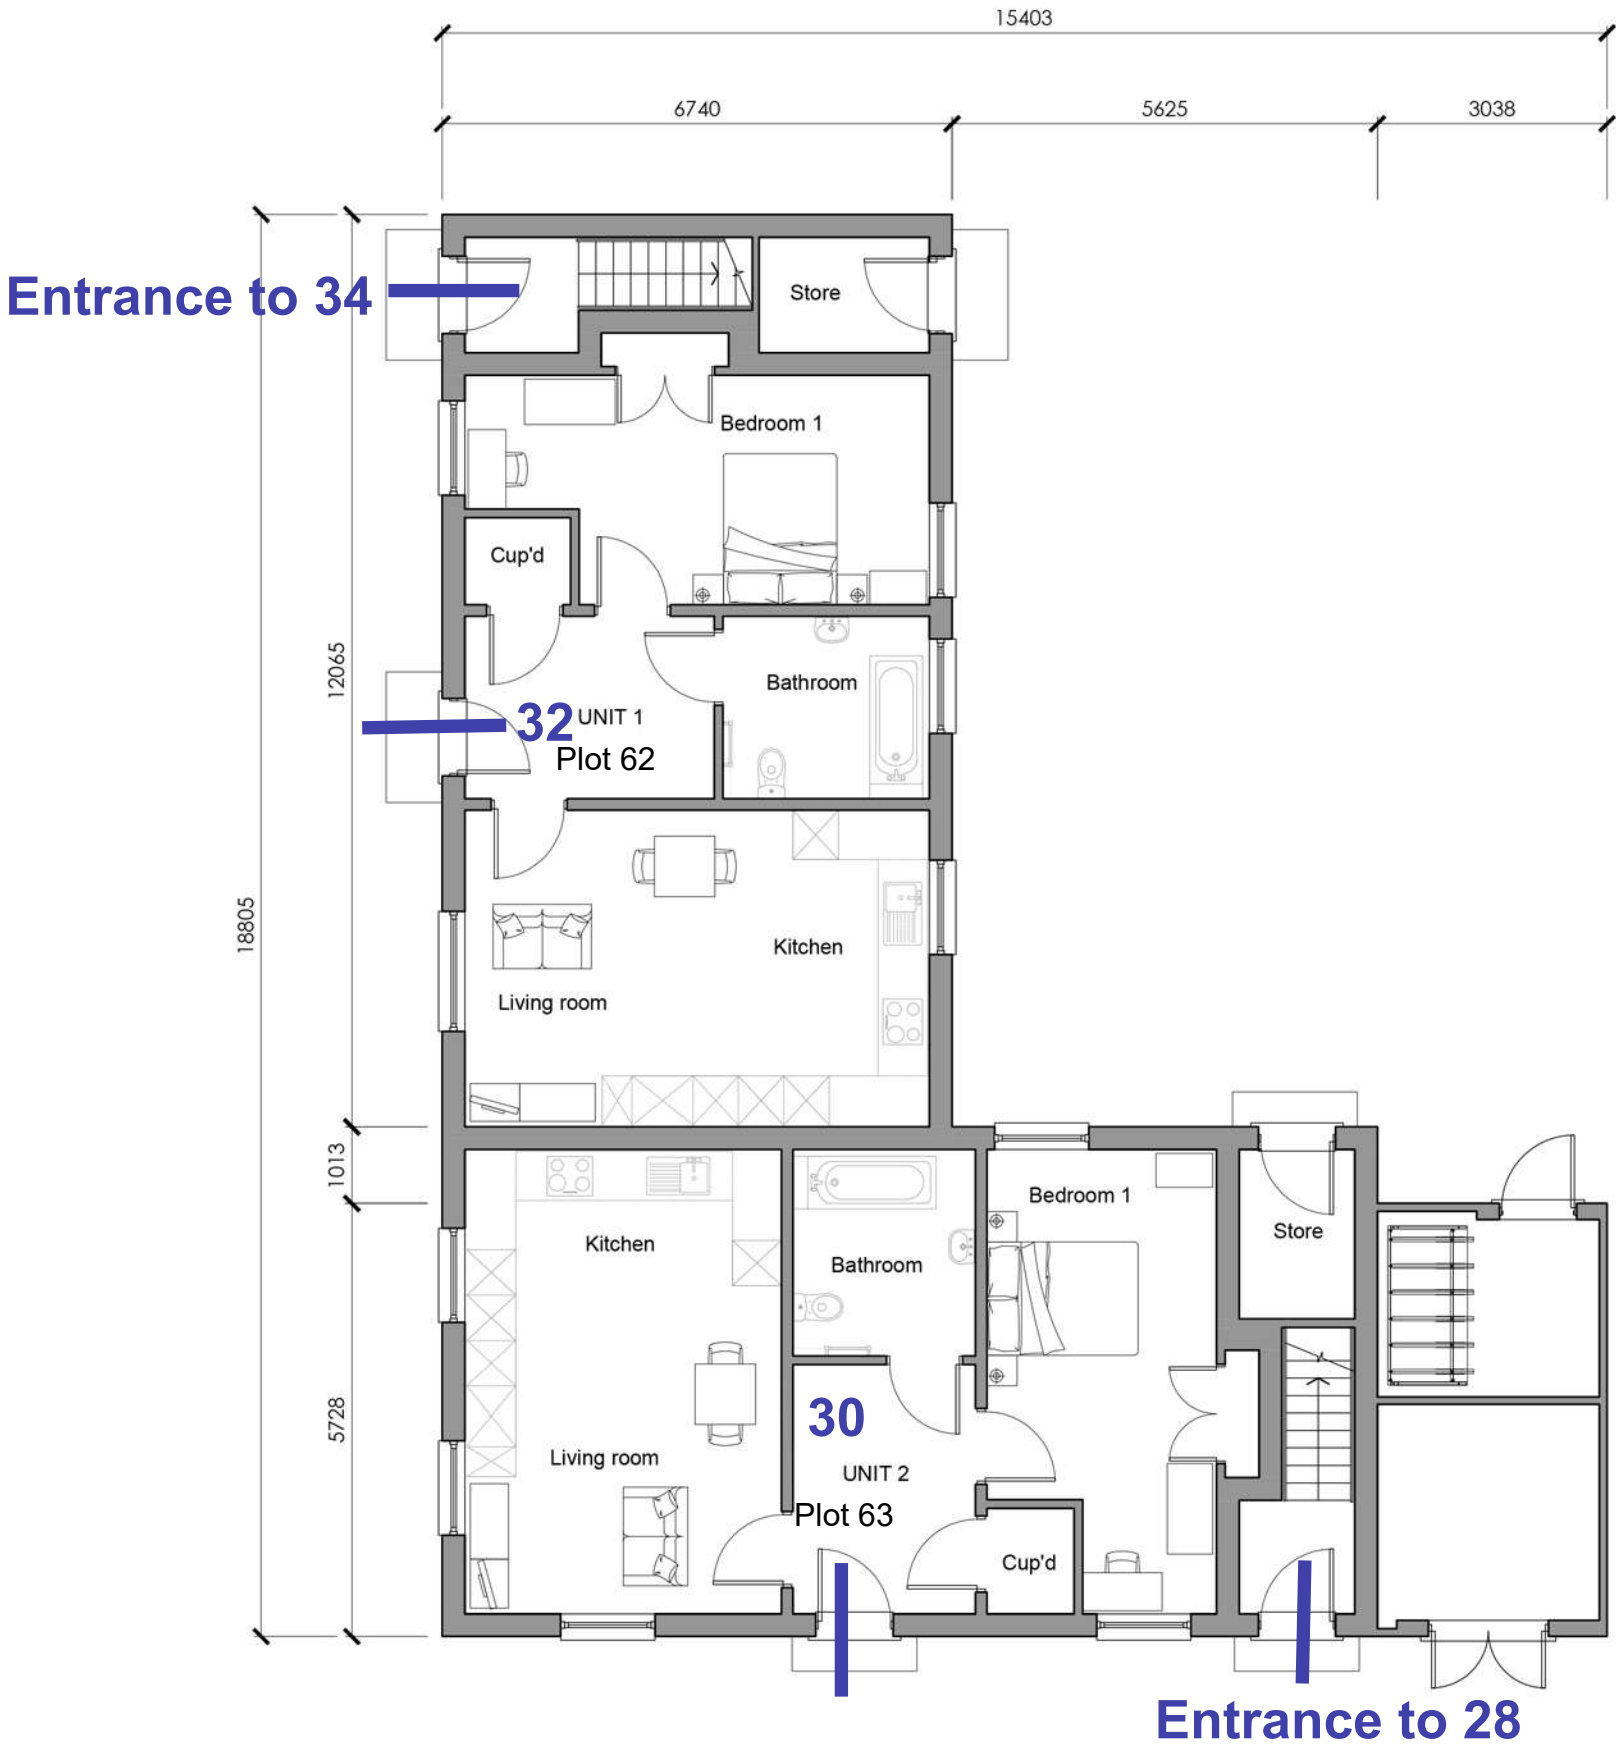 15403
6740
5625
3038
Entrance to 34
Store
Bedroom 1
Cup'd
12065
Bathroom
32
UNIT 1
Plot 62
18805
Kitchen
Living room
1013
Bedroom 1
Kitchen
Store
Bathroom
5728
30
Living room
UNIT 2
Plot 63
Cup'd
Entrance to 28